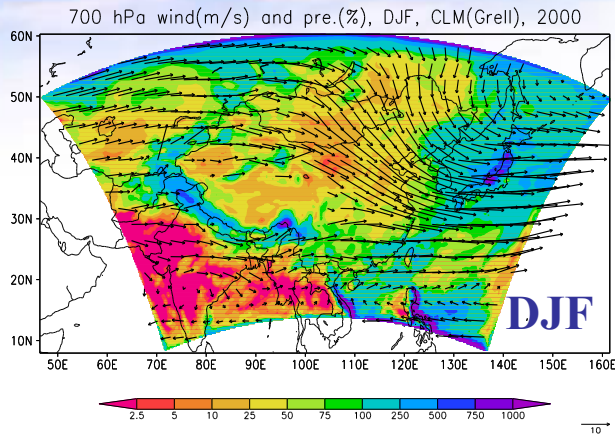 700 hPa wind(m/s) and pre.(%), DJF, CLM(Grell), 2000
60N
50N
40N
30N
20N
10N
DJF
50E 60E 70E 80E 90E 100E 110E 120E 130E 140E 150E 160E
2.5 5 10 25 50 75 100 250 500 750 1000
10